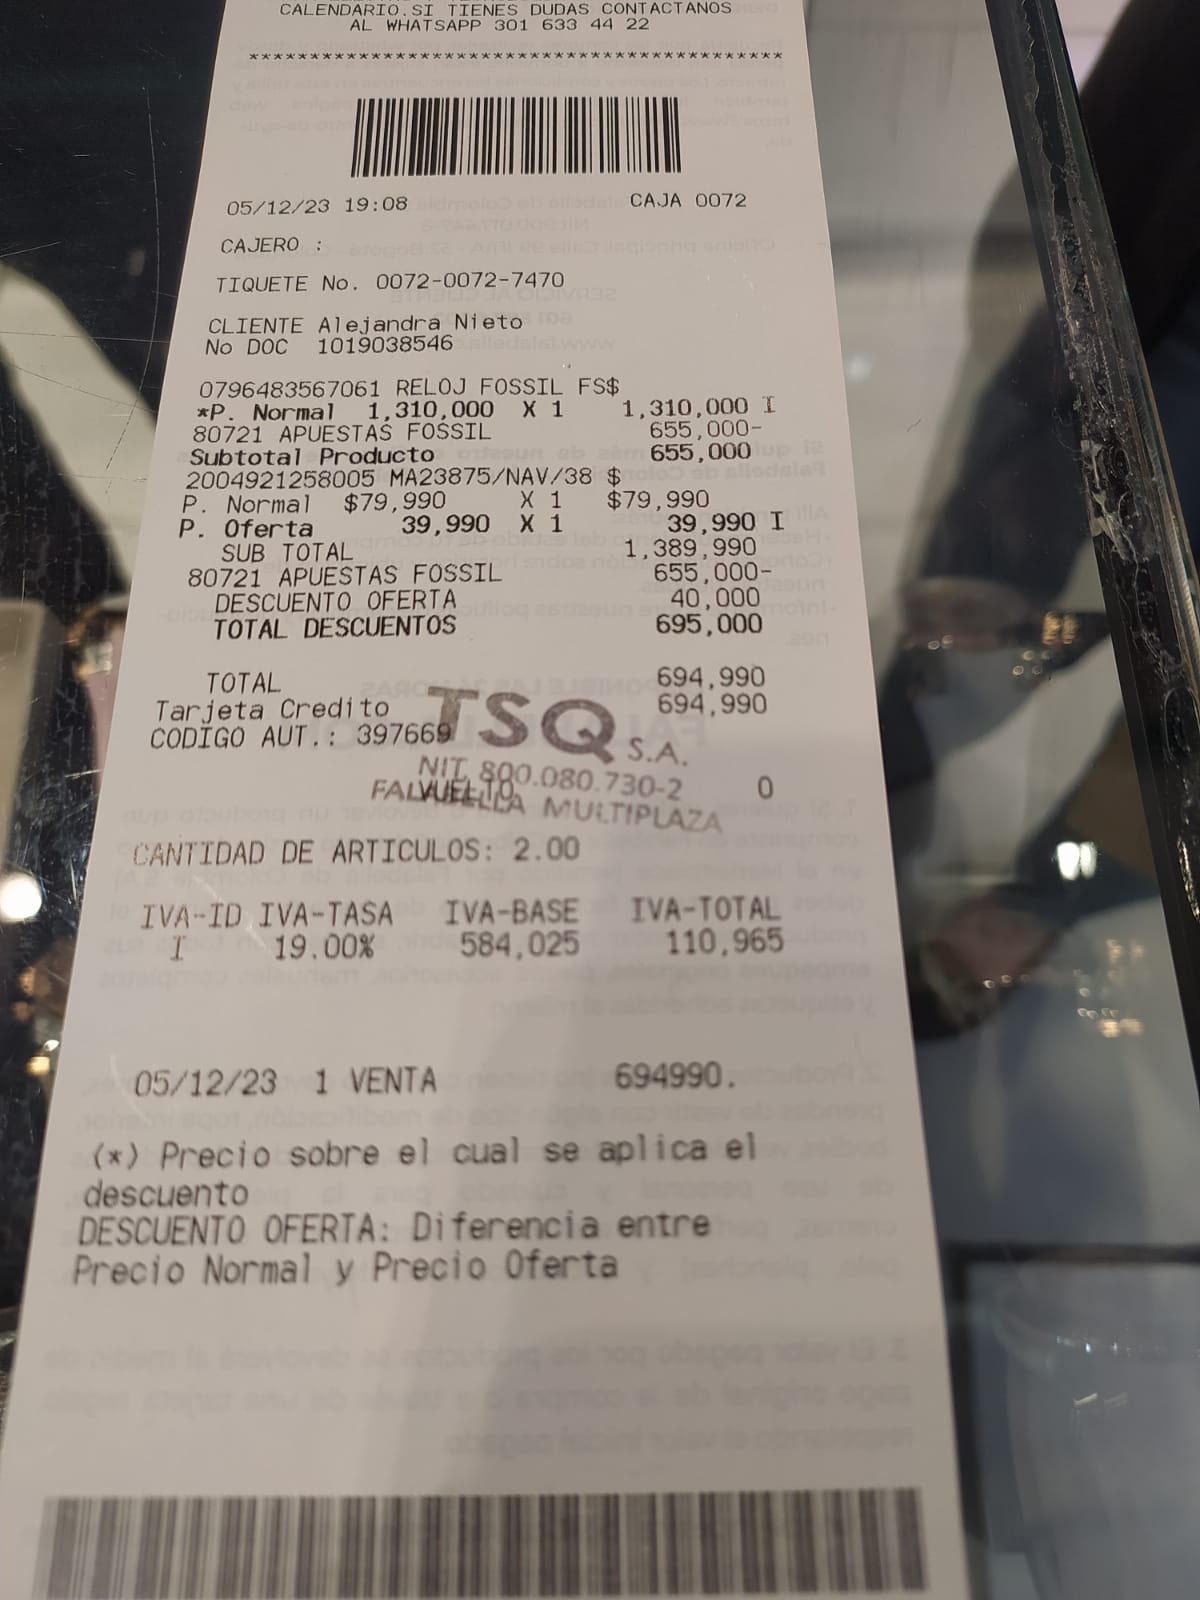 CALENDARIO.SI TIENES DUDAS CONTACTANOS
AL WHATSAPP 301 633 44 22
********************************************
05/12/23 19:08 CAJA 0072
CAJERO :
TIQUETE No. 0072-0072-7470
CLIENTE Alejandra Nieto
No DOC 1019038546
0796483567061 RELOJ FOSSIL FS$
*P. Normal 1,310,000 X 1 1,310,000 I
80721 APUESTAS FOSSIL 655,000-
Subtotal Producto 655,000
2004921258005 MA23875/NAV/38 $
P. Normal $79,990 X 1 $79,990
P. Oferta 39,990 X 1 39,990 I
SUB TOTAL 1,389,990
80721 APUESTAS FOSSIL 655,000-
DESCUENTO OFERTA 40,000
TOTAL DESCUENTOS 695,000
TOTAL 694,990
Tarjeta Credito 694,990
CODIGO AUT.: 397669
TSQ S.A.
NIT. 800.080.730-2
VUELTO 0
FALABELLA MULTIPLAZA
CANTIDAD DE ARTICULOS: 2.00
IVA-ID IVA-TASA IVA-BASE IVA-TOTAL
I 19.00% 584,025 110,965
05/12/23 1 VENTA 694990.
(*) Precio sobre el cual se aplica el
descuento
DESCUENTO OFERTA: Diferencia entre
Precio Normal y Precio Oferta